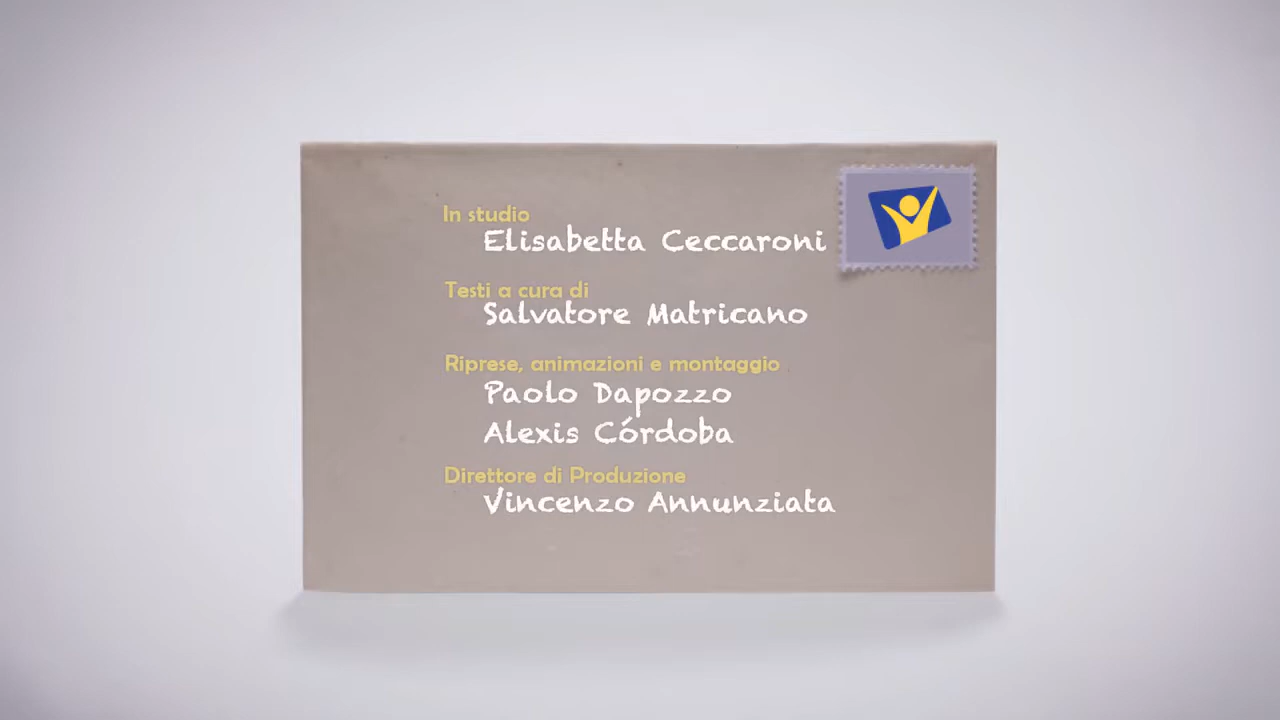 In studio
Elisabetta Ceccaroni
Testi a cura di
Salvatore Matricano
Riprese, animazioni e montaggio
Paolo Dapozzo
Alexis Córdoba
Direttore di Produzione
Vincenzo Annunziata